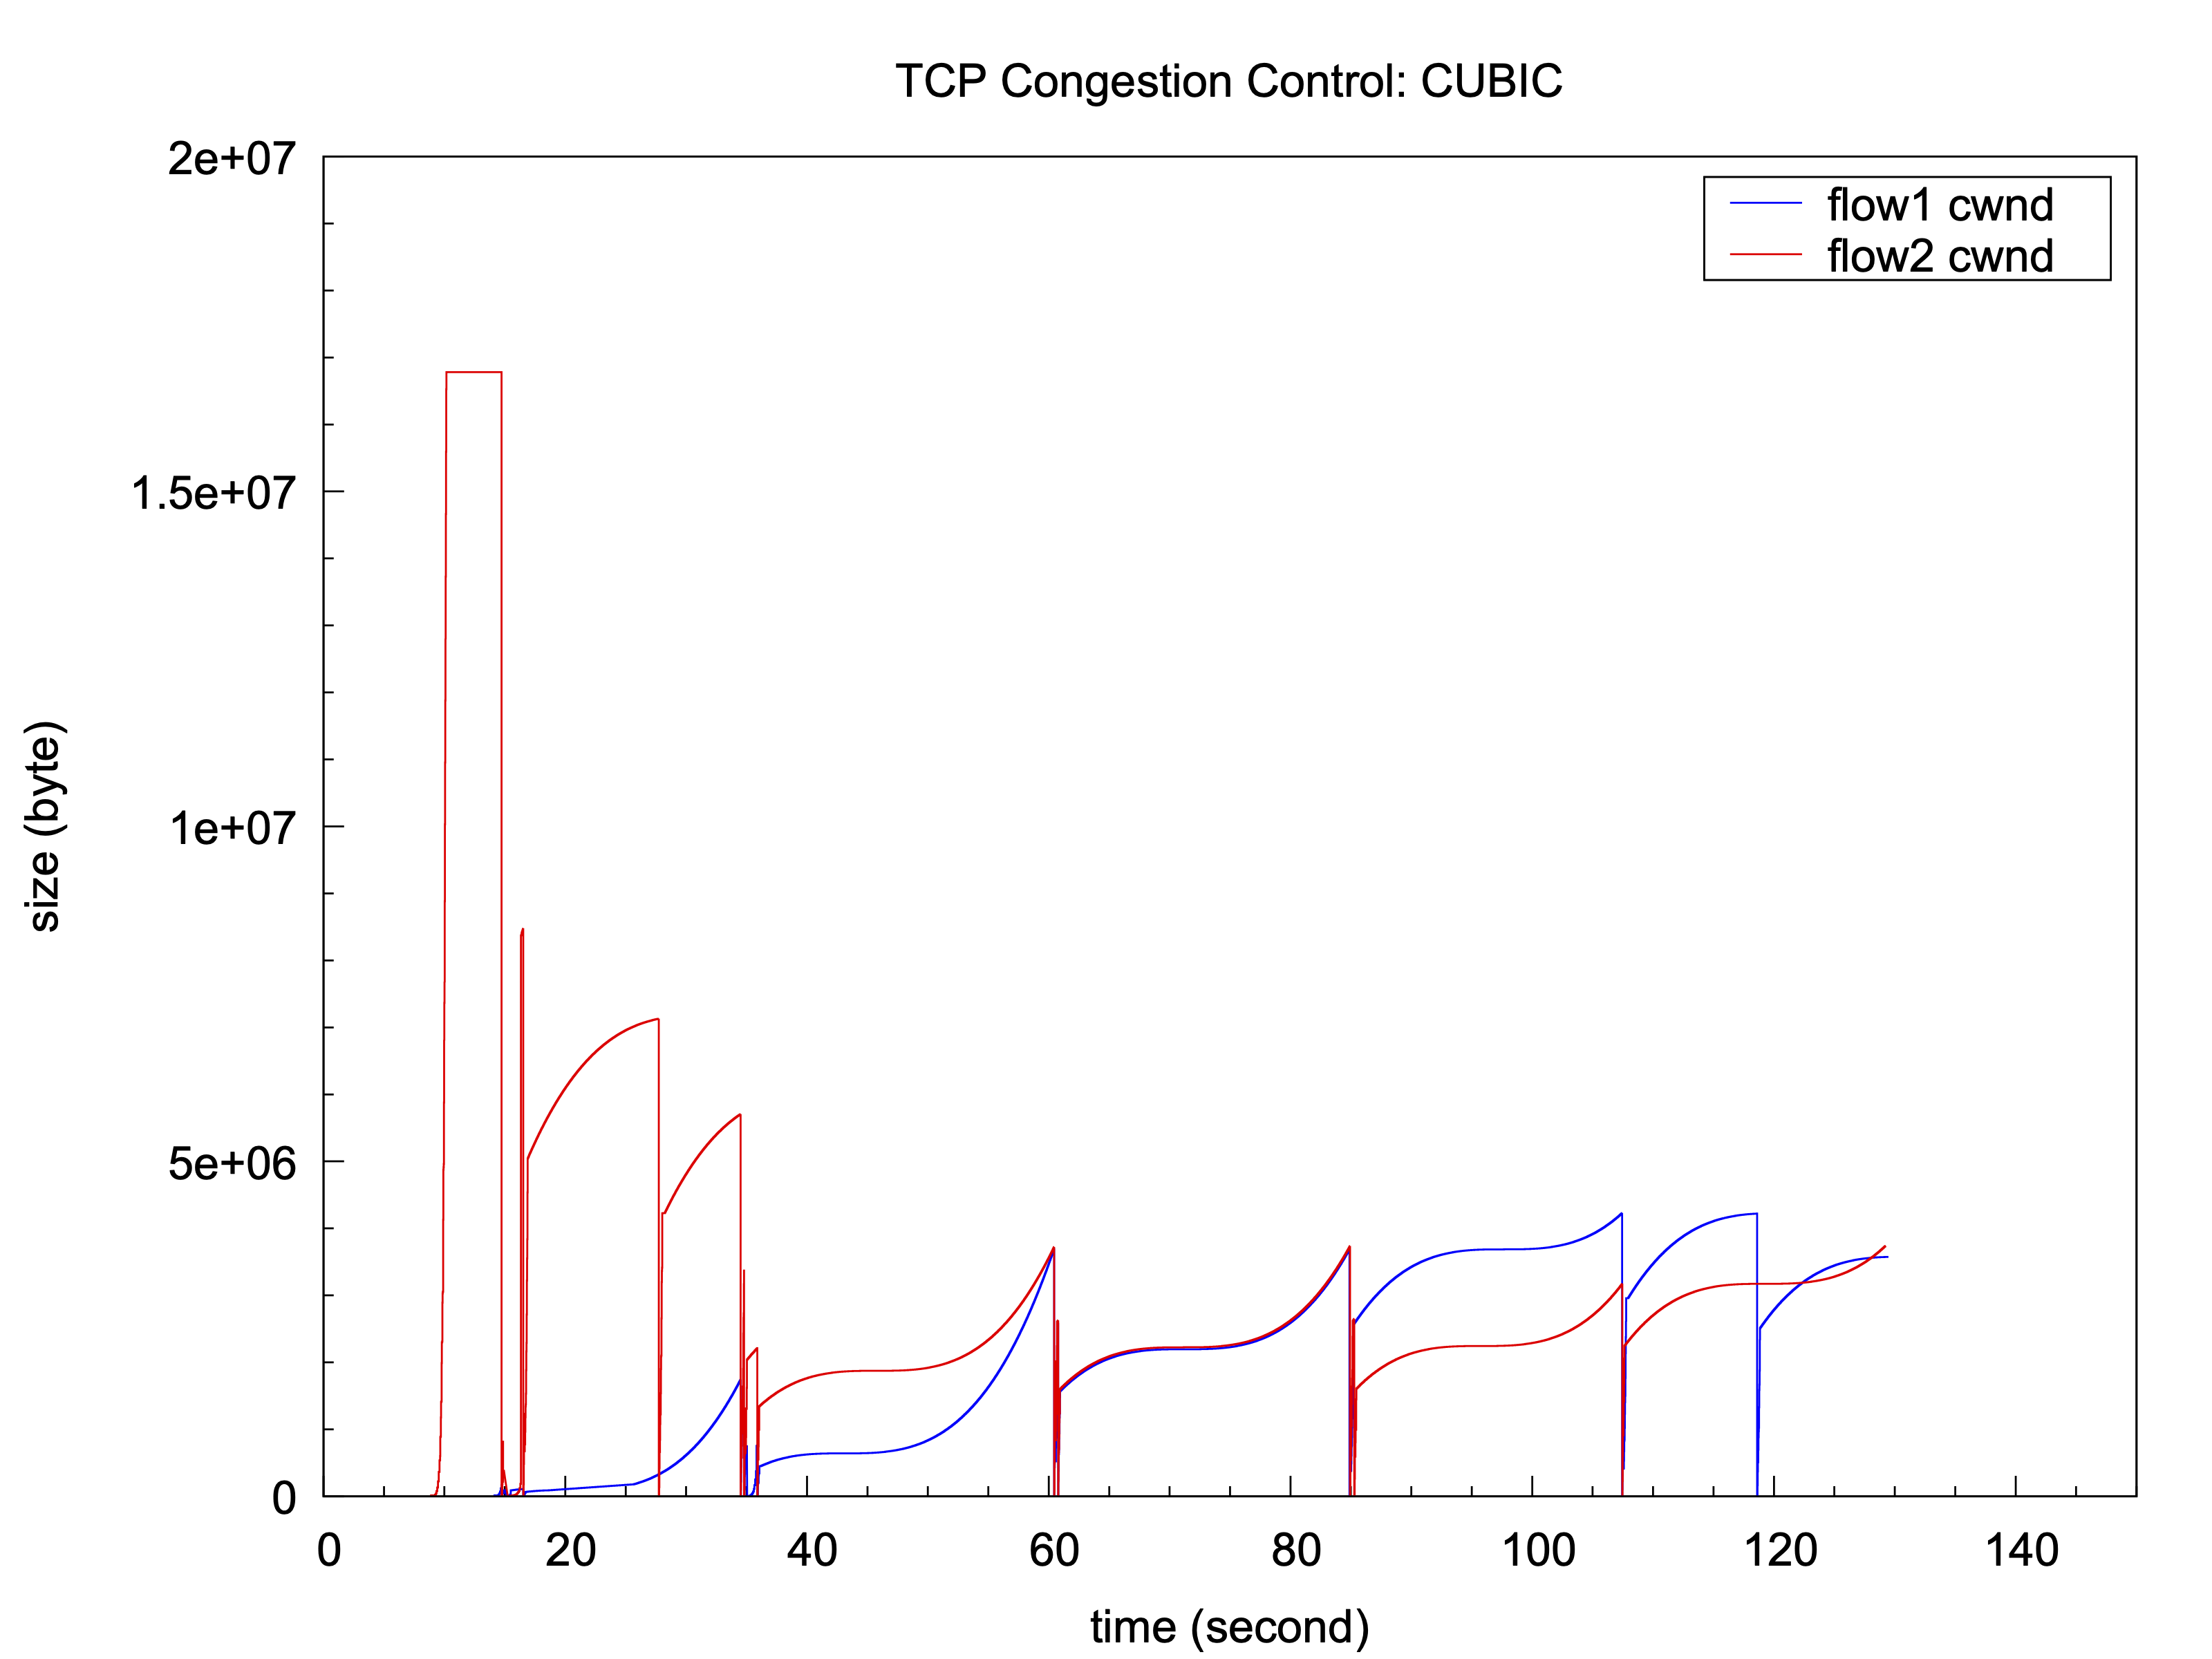 TCP Congestion Control: CUBIC
2e+07
1.5e+07
1e+07
5e+06
0
size (byte)
flow1 cwnd
flow2 cwnd
0 20 40 60 80 100 120 140
time (second)